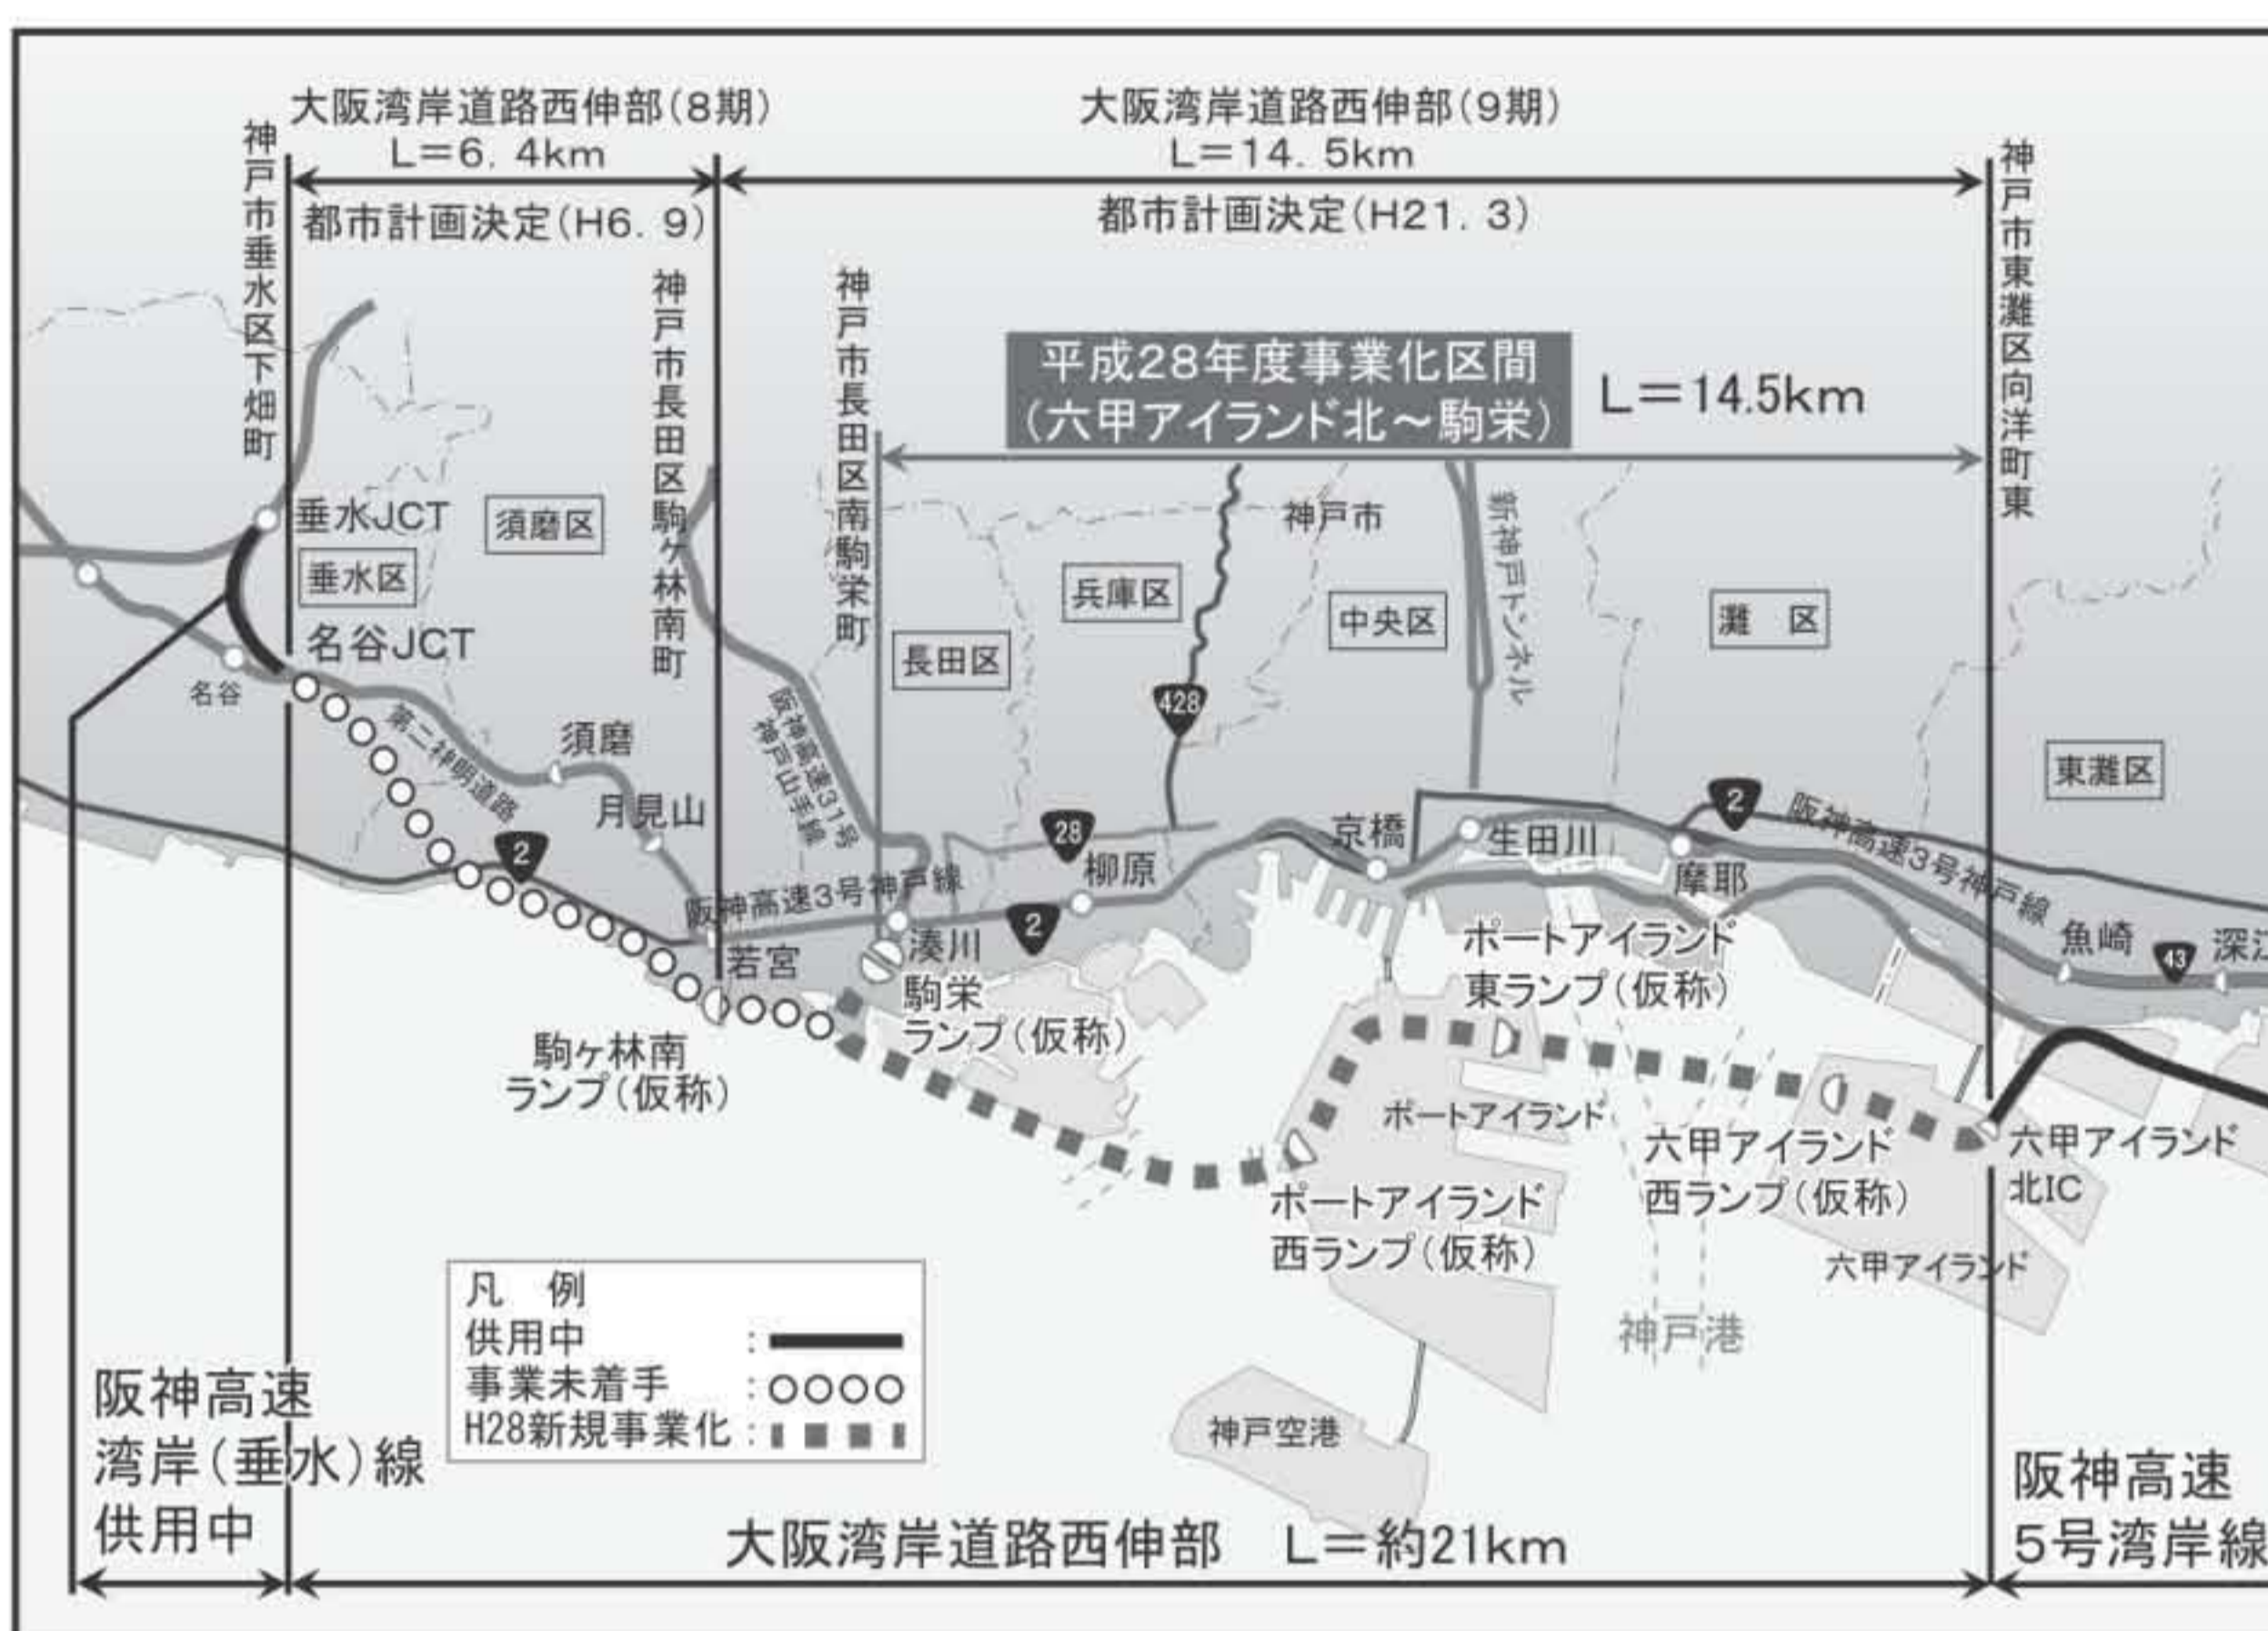 大阪湾岸道路西伸部(8期)
L=6.4km
都市計画決定(H6.9)
大阪湾岸道路西伸部(9期)
L=14.5km
都市計画決定(H21.3)
神戸市垂水区下畑町
神戸市長田区駒ヶ林南町
神戸市長田区南駒栄町
神戸市東灘区向洋町東
平成28年度事業化区間
(六甲アイランド北～駒栄)
L=14.5km
垂水JCT
須磨区
垂水区
名谷JCT
名谷
第二神明道路
須磨
月見山
阪神高速31号
神戸山手線
長田区
兵庫区
神戸市
中央区
新神戸トンネル
灘 区
東灘区
428
28
2
2
2
43
阪神高速3号神戸線
若宮
湊川
柳原
京橋
生田川
摩耶
阪神高速3号神戸線
魚崎
深江
駒栄
ランプ(仮称)
駒ヶ林南
ランプ(仮称)
ポートアイランド
東ランプ(仮称)
ポートアイランド
ポートアイランド
西ランプ(仮称)
六甲アイランド
西ランプ(仮称)
六甲アイランド
北IC
六甲アイランド
神戸港
神戸空港
凡 例
供用中 :
事業未着手 :
H28新規事業化 :
阪神高速
湾岸(垂水)線
供用中
大阪湾岸道路西伸部 L=約21km
阪神高速
5号湾岸線